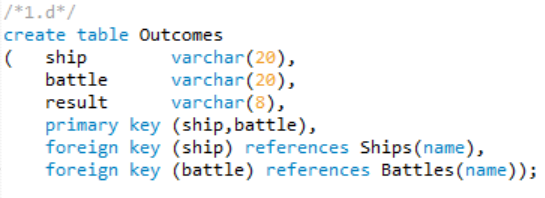 /*1.d*/
create table Outcomes
(   ship        varchar(20),
    battle      varchar(20),
    result      varchar(8),
    primary key (ship,battle),
    foreign key (ship) references Ships(name),
    foreign key (battle) references Battles(name));